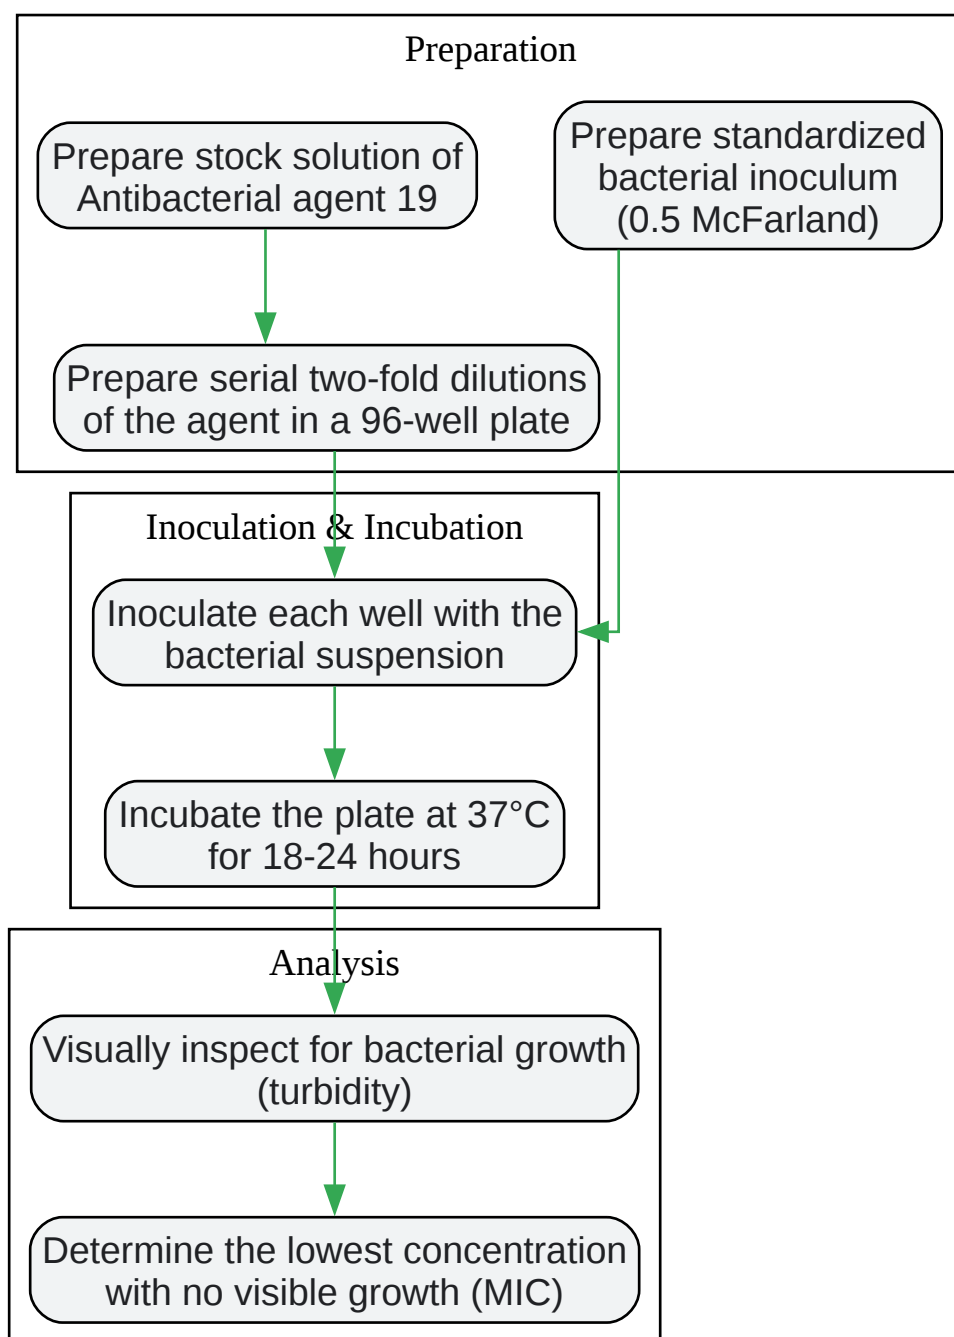 Preparation
Prepare stock solution of
Antibacterial agent 19
Prepare standardized
bacterial inoculum
(0.5 McFarland)
Prepare serial two-fold dilutions
of the agent in a 96-well plate
Inoculation & Incubation
Inoculate each well with the
bacterial suspension
Incubate the plate at 37°C
for 18-24 hours
Analysis
Visually inspect for bacterial growth
(turbidity)
Determine the lowest concentration
with no visible growth (MIC)